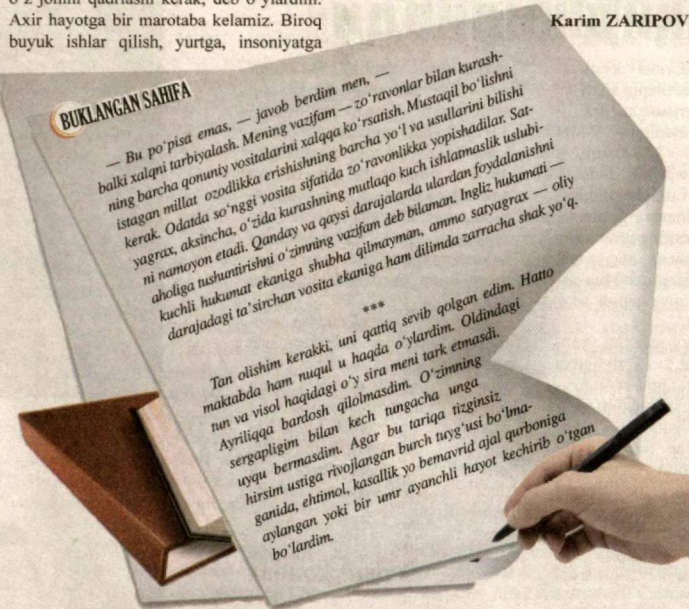 o‘z jonini qadrlashi kerak, deb o‘ylardim.
Axir hayotga bir marotaba kelamiz. Biroq
buyuk ishlar qilish, yurtga, insoniyatga
Karim ZARIPOV
BUKLANGAN SAHIFA
— Bu po‘pisa emas, — javob berdim men, —
balki xalqni tarbiyalash. Mening vazifam — zo‘ravonlar bilan kurash-
ning barcha qonuniy vositalarini xalqqa ko‘rsatish. Mustaqil bo‘lishni
istagan millat ozodlikka erishishning barcha yo‘l va usullarini bilishi
kerak. Odatda so‘nggi vosita sifatida zo‘ravonlikka yopishadilar. Sat-
yagrax, aksincha, o‘zida kurashning mutlaqo kuch ishlarmaslik uslubi-
ni namoyon etadi. Qanday va qaysi darajalarda ulardan foydalanishni
aholiga tushuntirishni o‘zimning vazifam deb bilaman. Ingliz hukumati —
kuchli hukumat ekaniga shubha qilmayman, ammo satyagrax — oliy
darajadagi ta’sirchan vosita ekaniga ham dilimda zarracha shak yo‘q.
***
Tan olishim kerakki, uni qattiq sevib qolgan edim. Hatto
maktabda ham nuqul u haqda o‘ylardim. Oldindagi
tun va visol haqidagi o‘y sira meni tark etmasdi.
Ayriliqqa bardosh qilolmasdim. O‘zimning
sergapligim bilan kech tungacha unga
uyqu bermasdim. Agar bu tariqa tizginsiz
hirsim ustiga rivojlangan burch tuyg‘usi bo‘lma-
ganida, ehtimol, kasallik yo bemavrid ajal qurboniga
aylangan yoki bir umr ayanchli hayot kechirib o‘tgan
bo‘lardim.